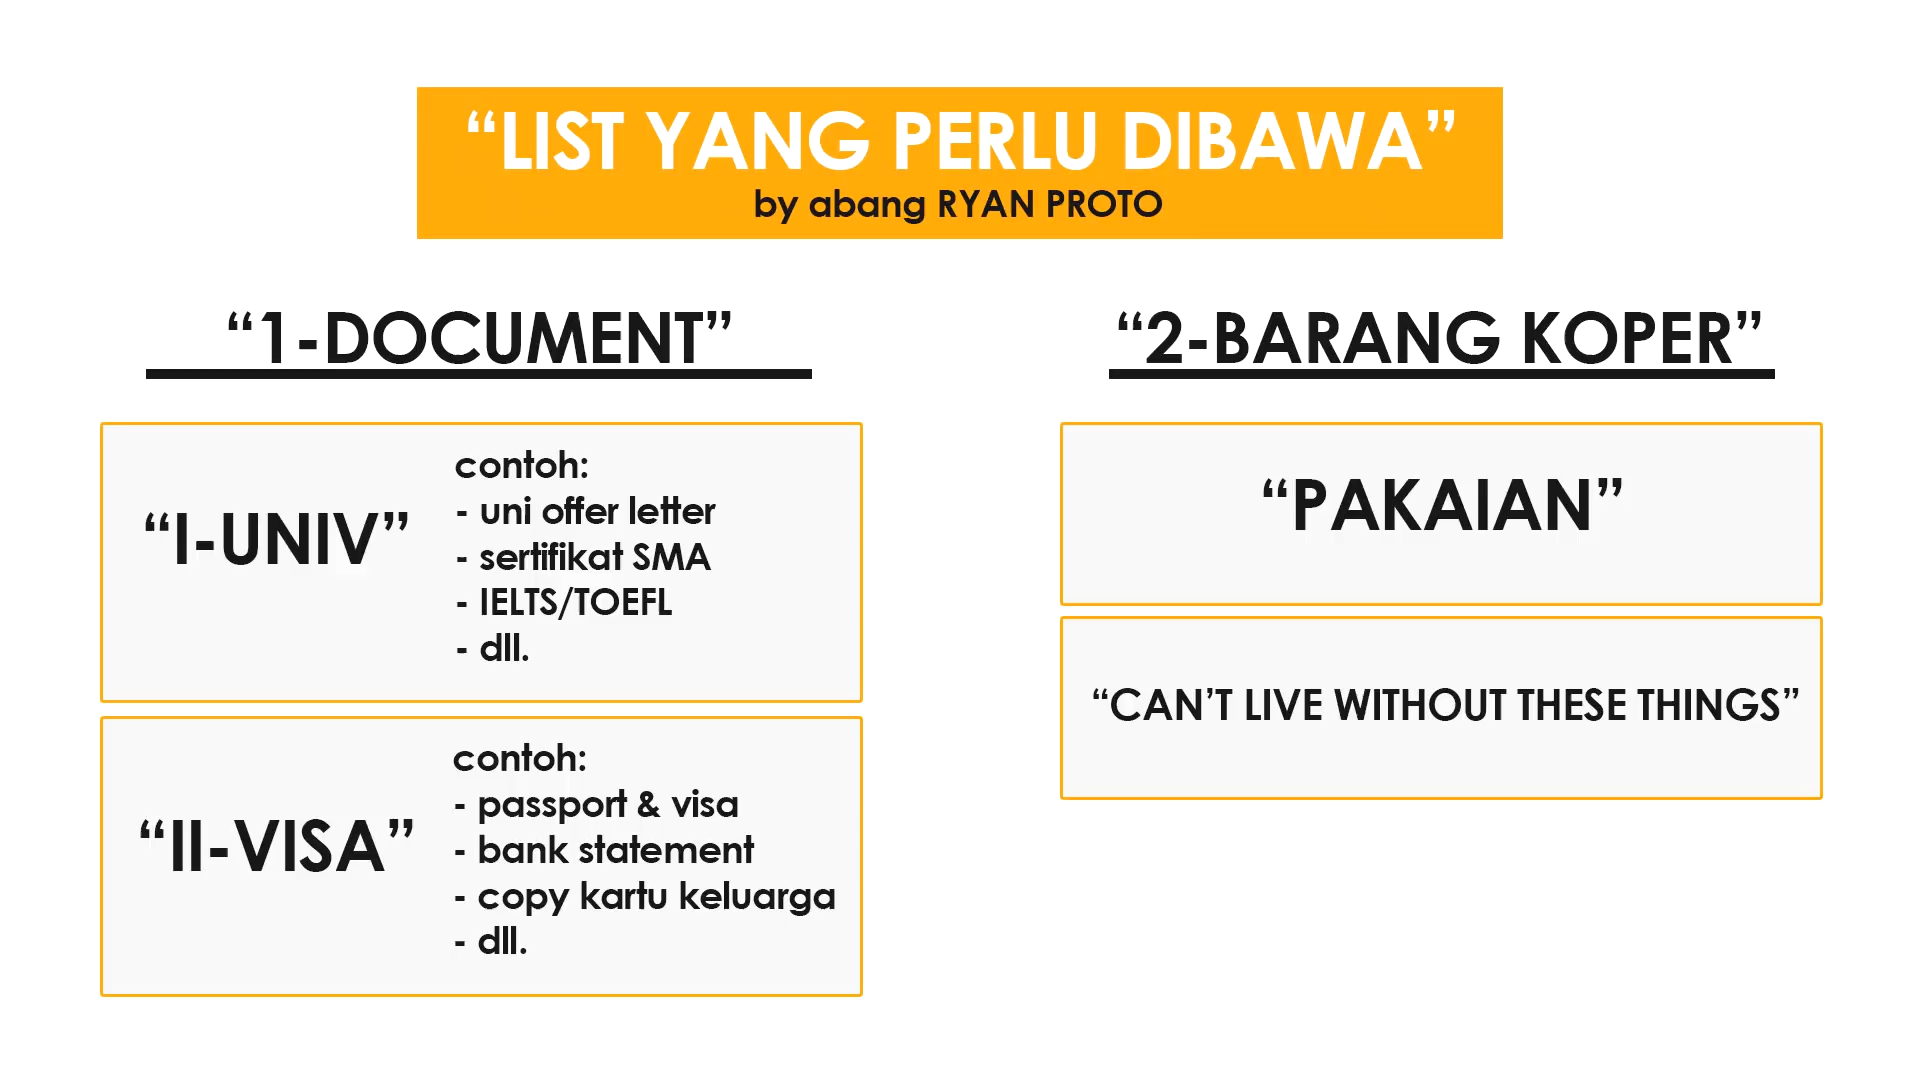 “LIST YANG PERLU DIBAWA”
by abang RYAN PROTO
“1-DOCUMENT”
“I-UNIV”
contoh:
- uni offer letter
- sertifikat SMA
- IELTS/TOEFL
- dll.
“II-VISA”
contoh:
- passport & visa
- bank statement
- copy kartu keluarga
- dll.
“2-BARANG KOPER”
“PAKAIAN”
“CAN’T LIVE WITHOUT THESE THINGS”